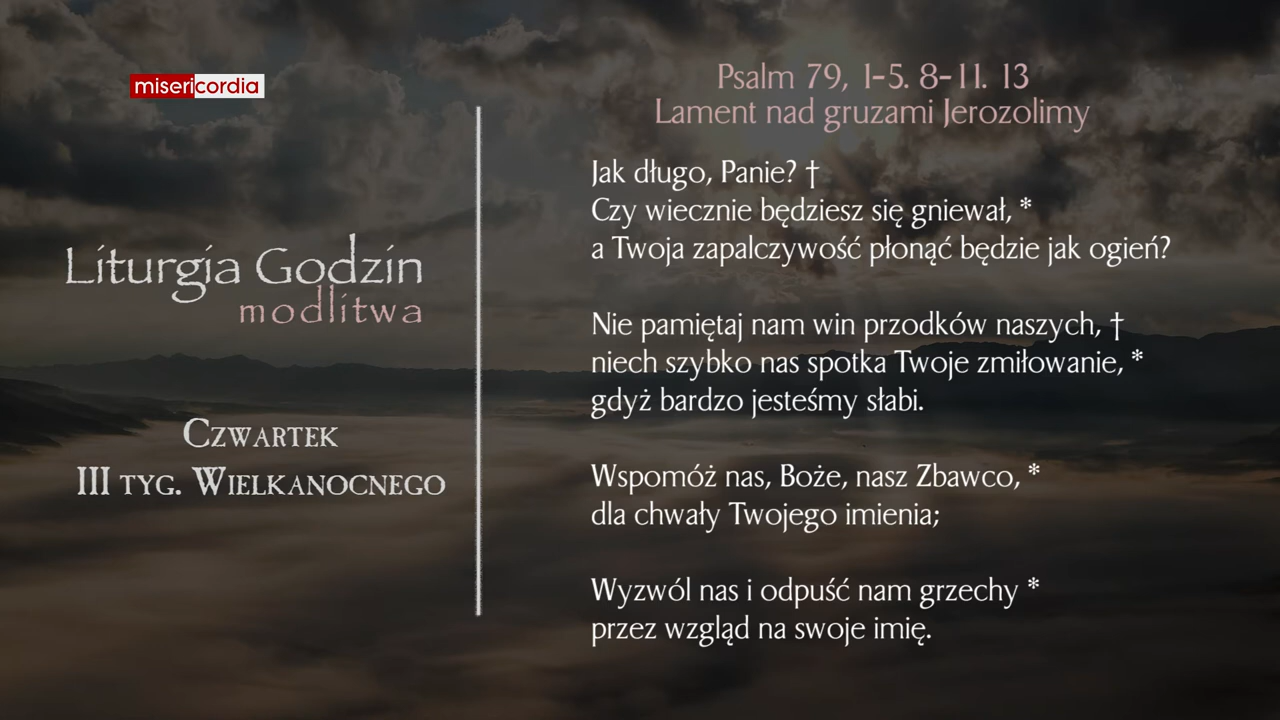 misericordia
Liturgia Godzin
modlitwa
Czwartek
III tyg. Wielkanocnego
Psalm 79, 1-5. 8-11. 13
Lament nad gruzami Jerozolimy
Jak długo, Panie? †
Czy wiecznie będziesz się gniewał, *
a Twoja zapalczywość płonąć będzie jak ogień?
Nie pamiętaj nam win przodków naszych, †
niech szybko nas spotka Twoje zmiłowanie, *
gdyż bardzo jesteśmy słabi.
Wspomóż nas, Boże, nasz Zbawco, *
dla chwały Twojego imienia;
Wyzwól nas i odpuść nam grzechy *
przez wzgląd na swoje imię.